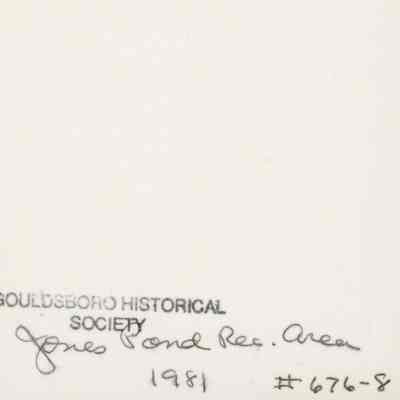 GOULDSBORO HISTORICAL
SOCIETY
Jones Pond Rec. Area
1981 #676-8